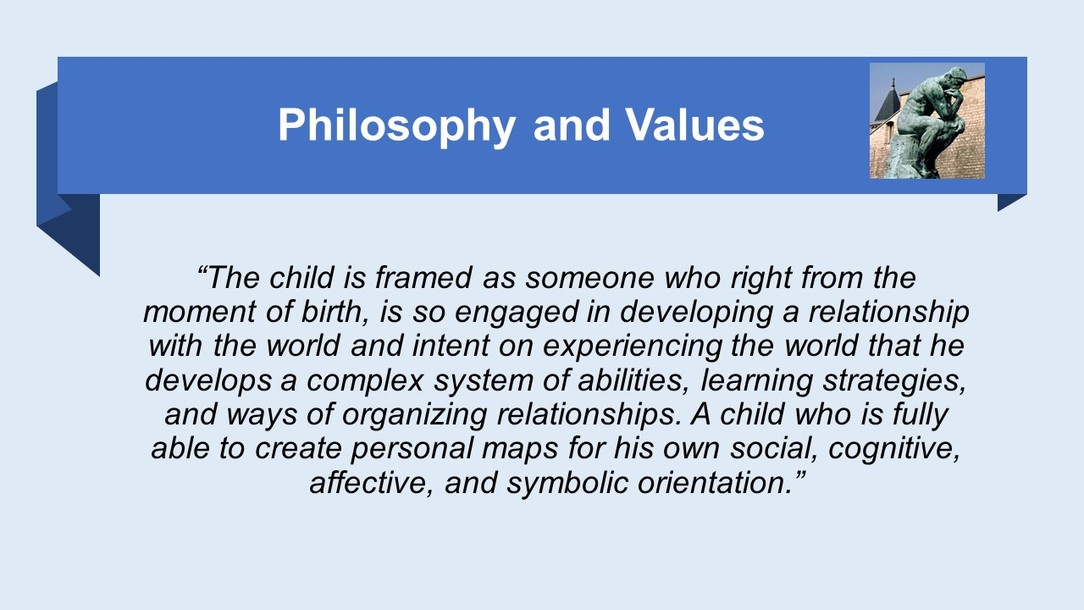 Philosophy and Values
“The child is framed as someone who right from the
moment of birth, is so engaged in developing a relationship
with the world and intent on experiencing the world that he
develops a complex system of abilities, learning strategies,
and ways of organizing relationships. A child who is fully
able to create personal maps for his own social, cognitive,
affective, and symbolic orientation.”